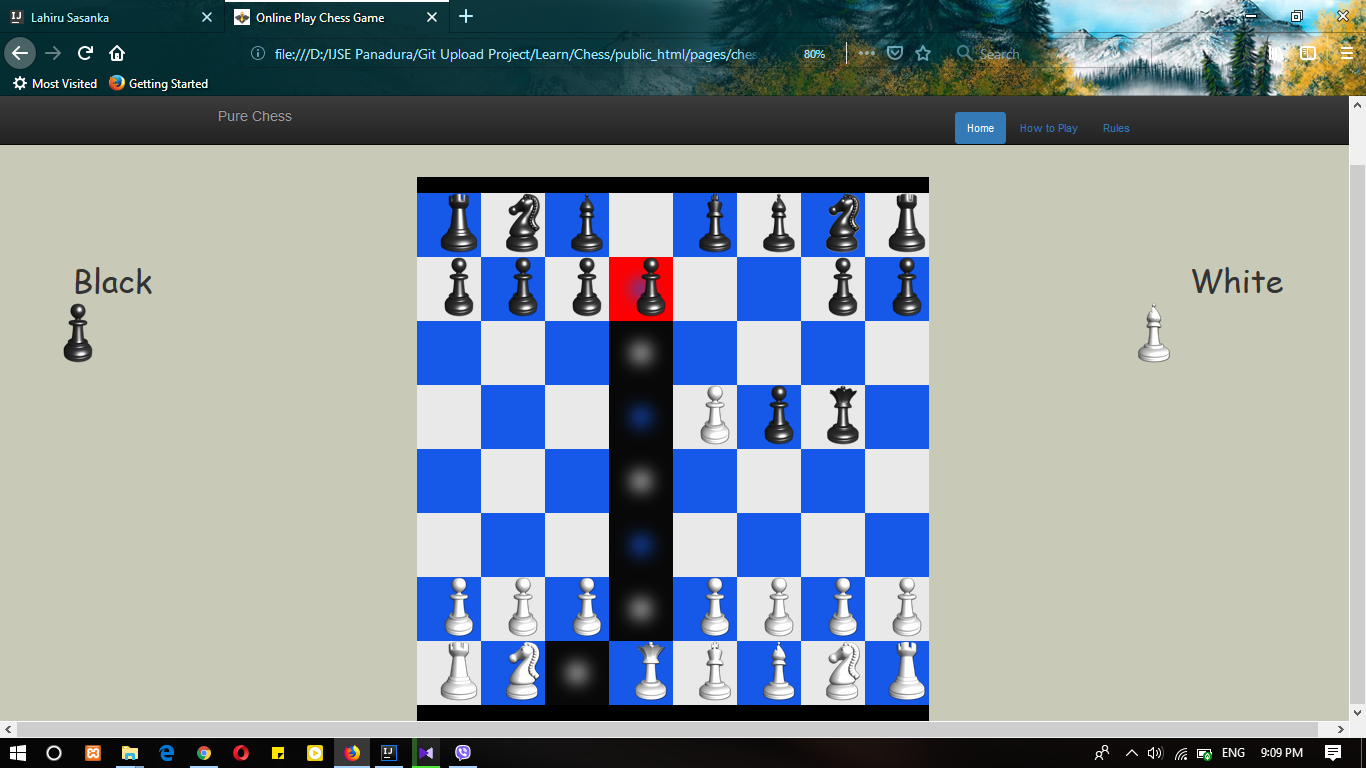 Lahiru Sasanka
Online Play Chess Game
file:///D:/IJSE Panadura/Git Upload Project/Learn/Chess/public_html/pages/ches
80%
Search
Most Visited
Getting Started
Pure Chess
Home
How to Play
Rules
Black
White
ENG
9:09 PM